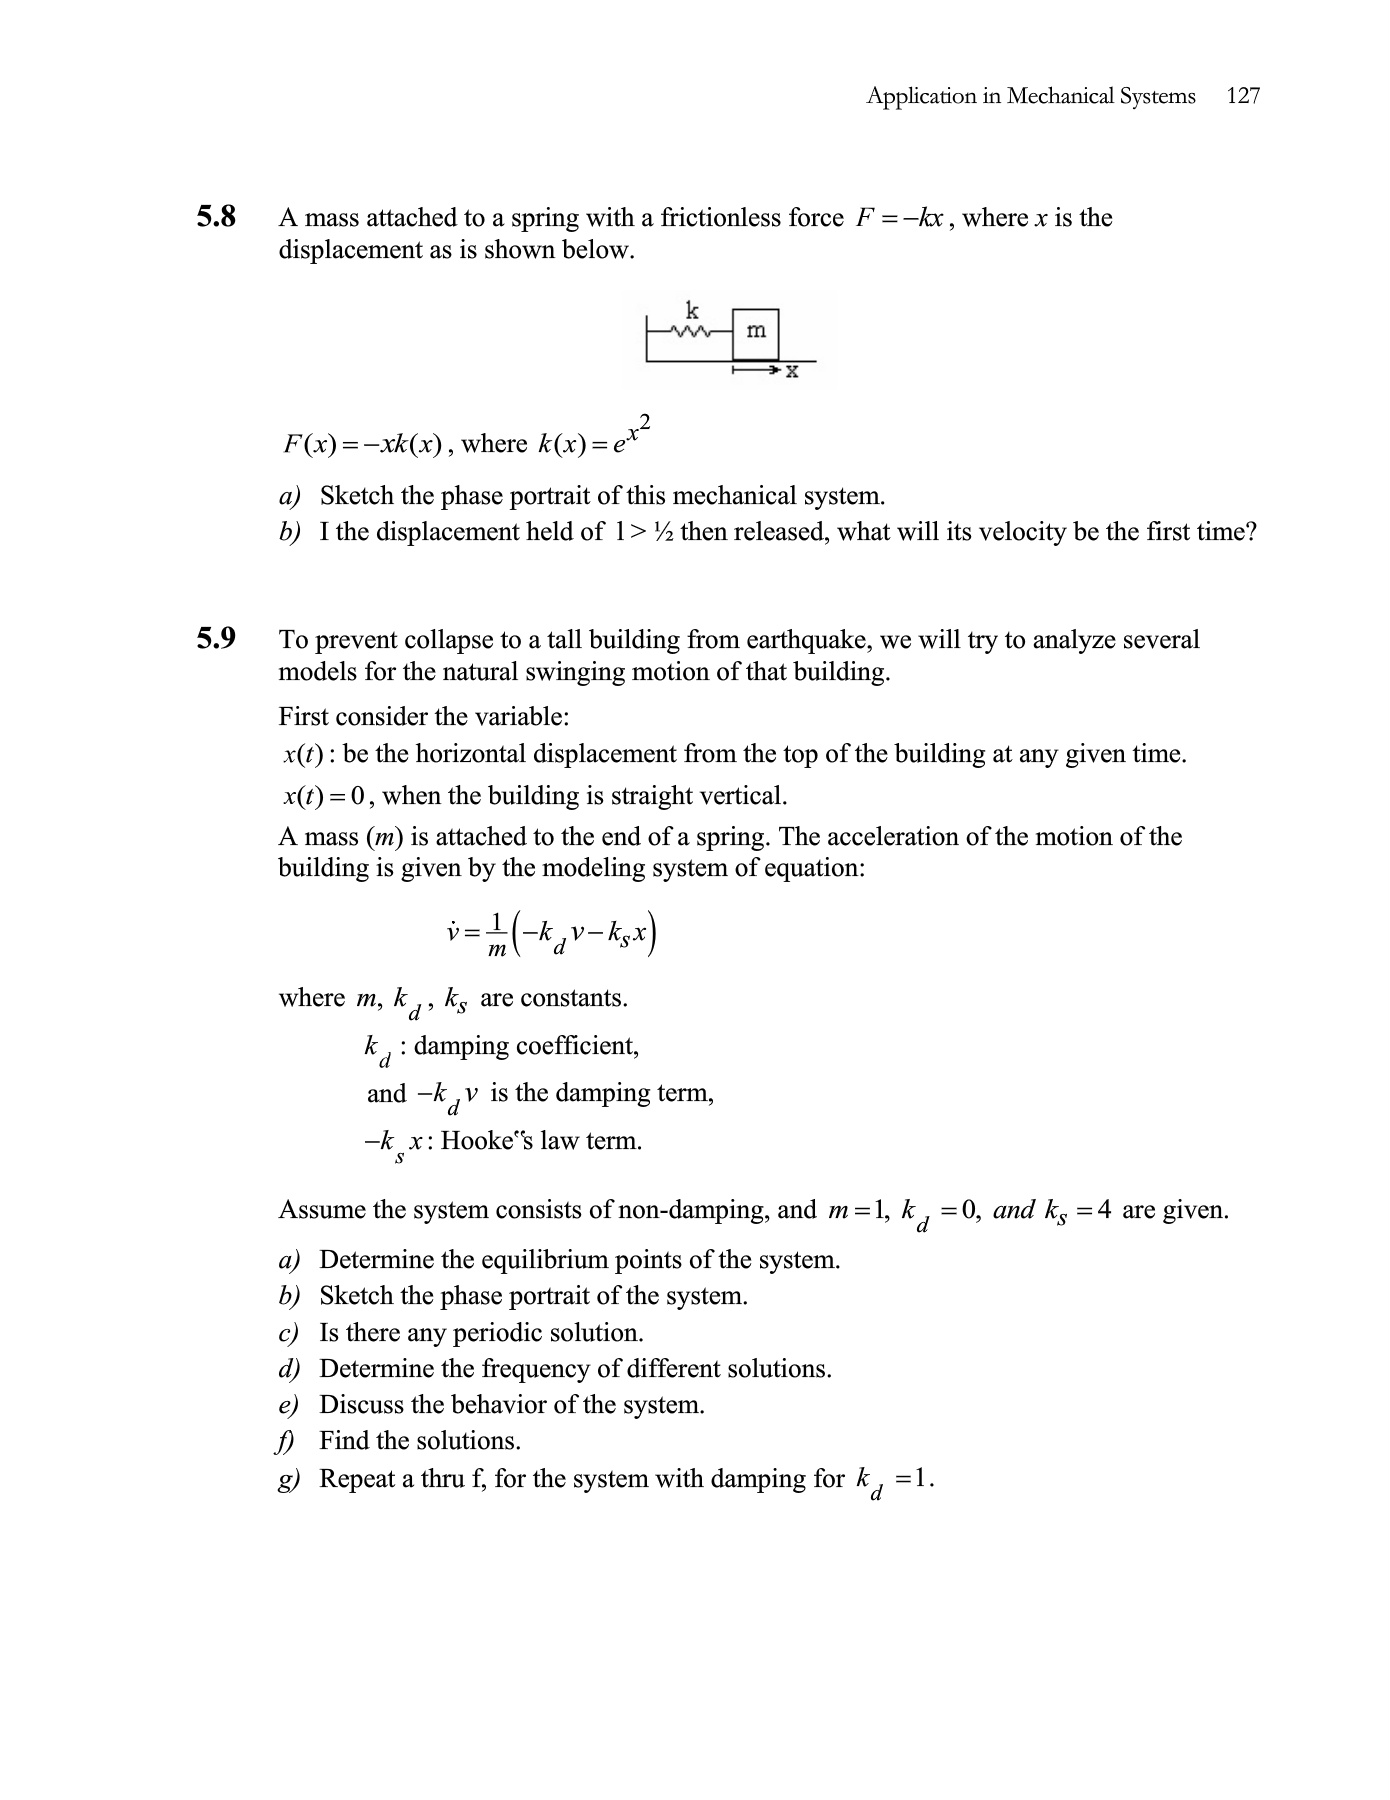 Application in Mechanical Systems 127
5.8 A mass attached to a spring with a frictionless force F = −kx, where x is the
displacement as is shown below.
k
m
x
F(x) = −xk(x), where k(x) = e^{x^2}
a) Sketch the phase portrait of this mechanical system.
b) I the displacement held of 1 > ½ then released, what will its velocity be the first time?
5.9 To prevent collapse to a tall building from earthquake, we will try to analyze several
models for the natural swinging motion of that building.
First consider the variable:
x(t) : be the horizontal displacement from the top of the building at any given time.
x(t) = 0, when the building is straight vertical.
A mass (m) is attached to the end of a spring. The acceleration of the motion of the
building is given by the modeling system of equation:
v̇ = 1/m (−k_d v − k_s x)
where m, k_d, k_s are constants.
k_d : damping coefficient,
and −k_d v is the damping term,
−k_s x : Hooke‟s law term.
Assume the system consists of non-damping, and m = 1, k_d = 0, and k_s = 4 are given.
a) Determine the equilibrium points of the system.
b) Sketch the phase portrait of the system.
c) Is there any periodic solution.
d) Determine the frequency of different solutions.
e) Discuss the behavior of the system.
f) Find the solutions.
g) Repeat a thru f, for the system with damping for k_d = 1.